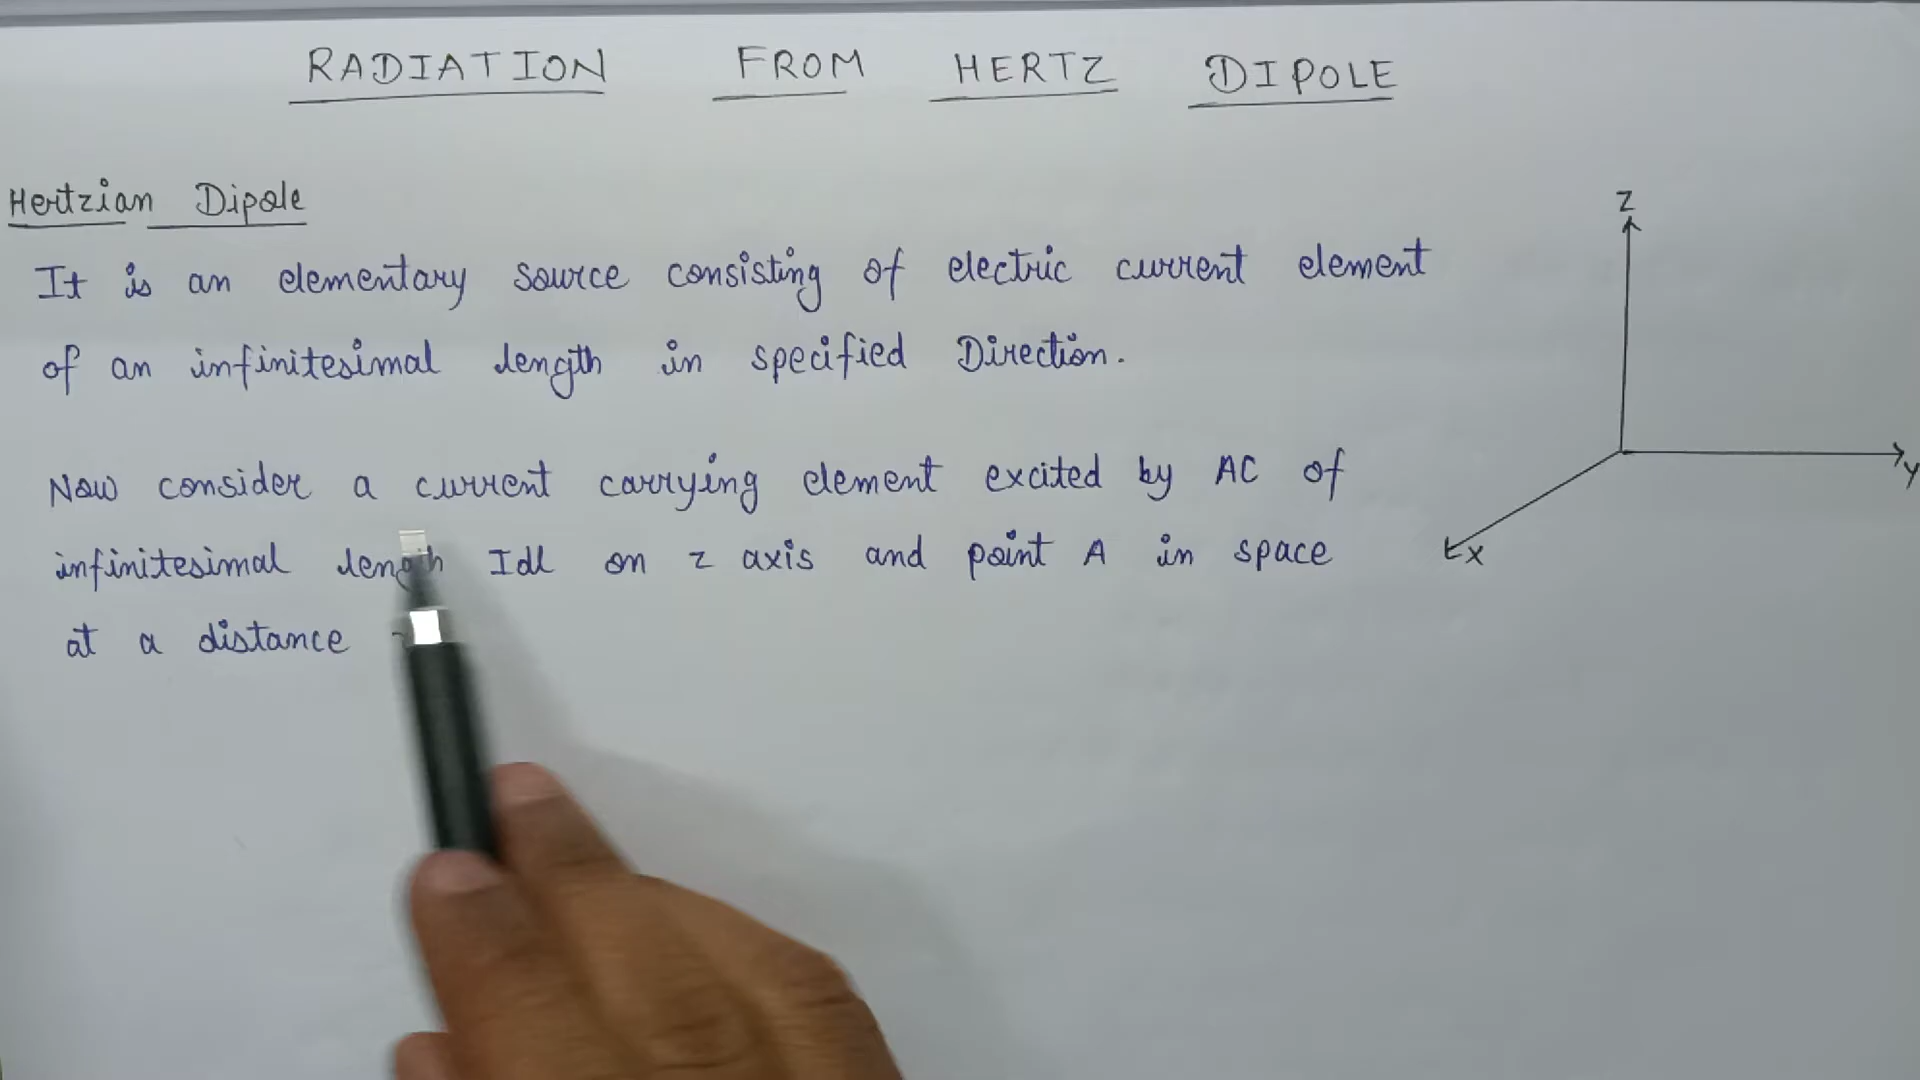 RADIATION FROM HERTZ DIPOLE
Hertzian Dipole
It is an elementary source consisting of electric current element
of an infinitesimal length in specified Direction.
Now consider a current carrying element excited by AC of
infinitesimal length Idl on z axis and point A in space
at a distance
Z
Y
X